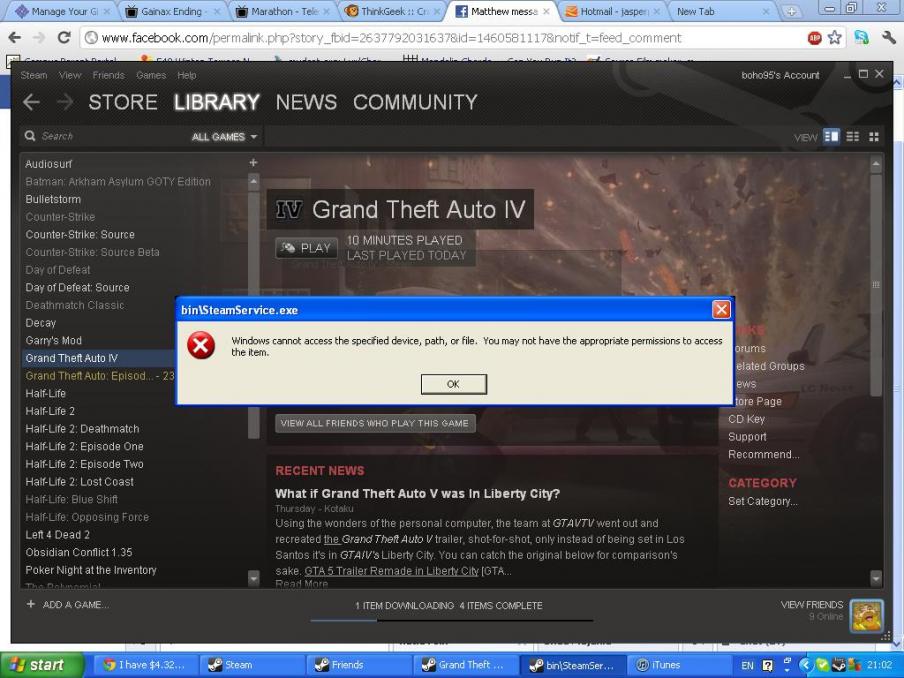 Manage Your G
Gainax Ending -
Marathon - Tele
ThinkGeek :: Cr
Matthew messa
Hotmail - jasper
New Tab
www.facebook.com/permalink.php?story_fbid=2637792031637&id=1460581117&notif_t=feed_comment
Steam View Friends Games Help
boho95's Account
STORE LIBRARY NEWS COMMUNITY
Search
ALL GAMES
VIEW
Audiosurf
Batman: Arkham Asylum GOTY Edition
Bulletstorm
Counter-Strike
Counter-Strike: Source
Counter-Strike: Source Beta
Day of Defeat
Day of Defeat: Source
Deathmatch Classic
Decay
Garry's Mod
Grand Theft Auto IV
Grand Theft Auto: Episod... - 23
Half-Life
Half-Life 2
Half-Life 2: Deathmatch
Half-Life 2: Episode One
Half-Life 2: Episode Two
Half-Life 2: Lost Coast
Half-Life: Blue Shift
Half-Life: Opposing Force
Left 4 Dead 2
Obsidian Conflict 1.35
Poker Night at the Inventory
The Polynomial
IV Grand Theft Auto IV
PLAY
10 MINUTES PLAYED
LAST PLAYED TODAY
bin\SteamService.exe
Windows cannot access the specified device, path, or file. You may not have the appropriate permissions to access
the item.
OK
orums
elated Groups
ews
tore Page
CD Key
Support
Recommend...
CATEGORY
Set Category...
VIEW ALL FRIENDS WHO PLAY THIS GAME
RECENT NEWS
What if Grand Theft Auto V was In Liberty City?
Thursday - Kotaku
Using the wonders of the personal computer, the team at GTAVTV went out and
recreated the Grand Theft Auto V trailer, shot-for-shot, only instead of being set in Los
Santos it's in GTAIV's Liberty City. You can catch the original below for comparison's
sake. GTA 5 Trailer Remade in Liberty City [GTA...
Read More
+ ADD A GAME...
1 ITEM DOWNLOADING 4 ITEMS COMPLETE
VIEW FRIENDS
9 Online
start
I have $4.32...
Steam
Friends
Grand Theft ...
bin\SteamSer...
iTunes
EN
21:02